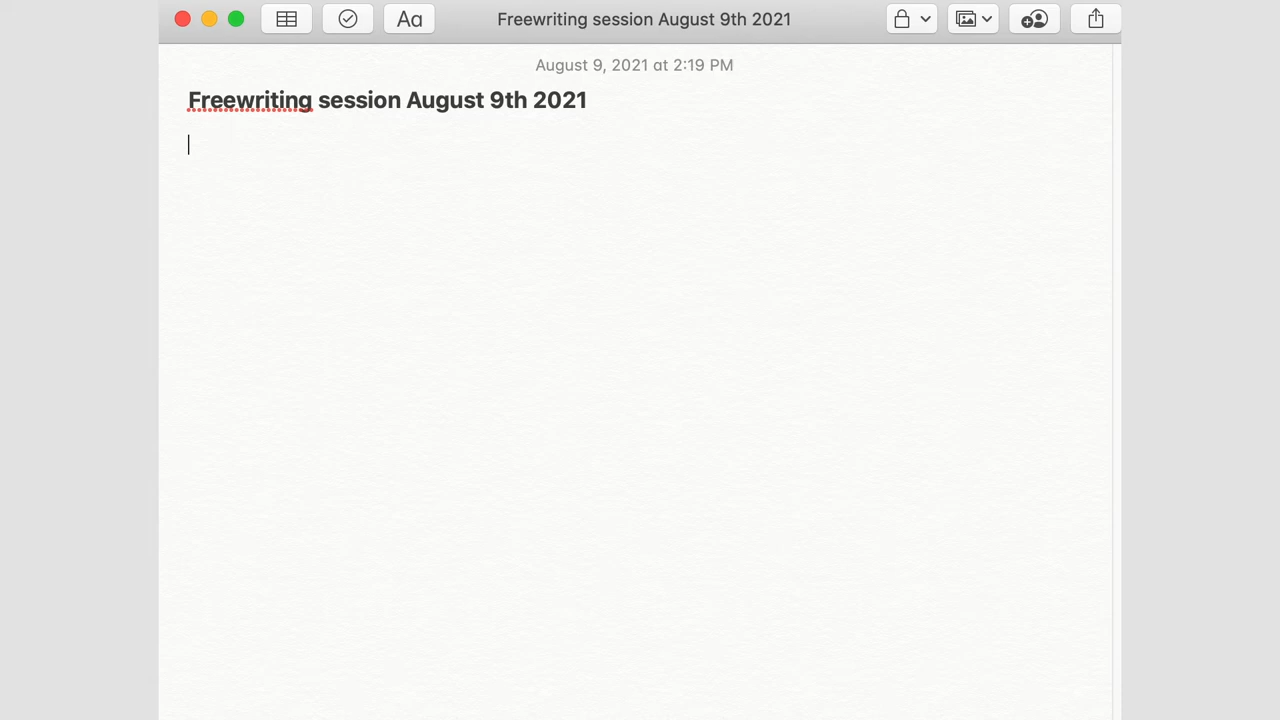 Aa
Freewriting session August 9th 2021
August 9, 2021 at 2:19 PM
Freewriting session August 9th 2021